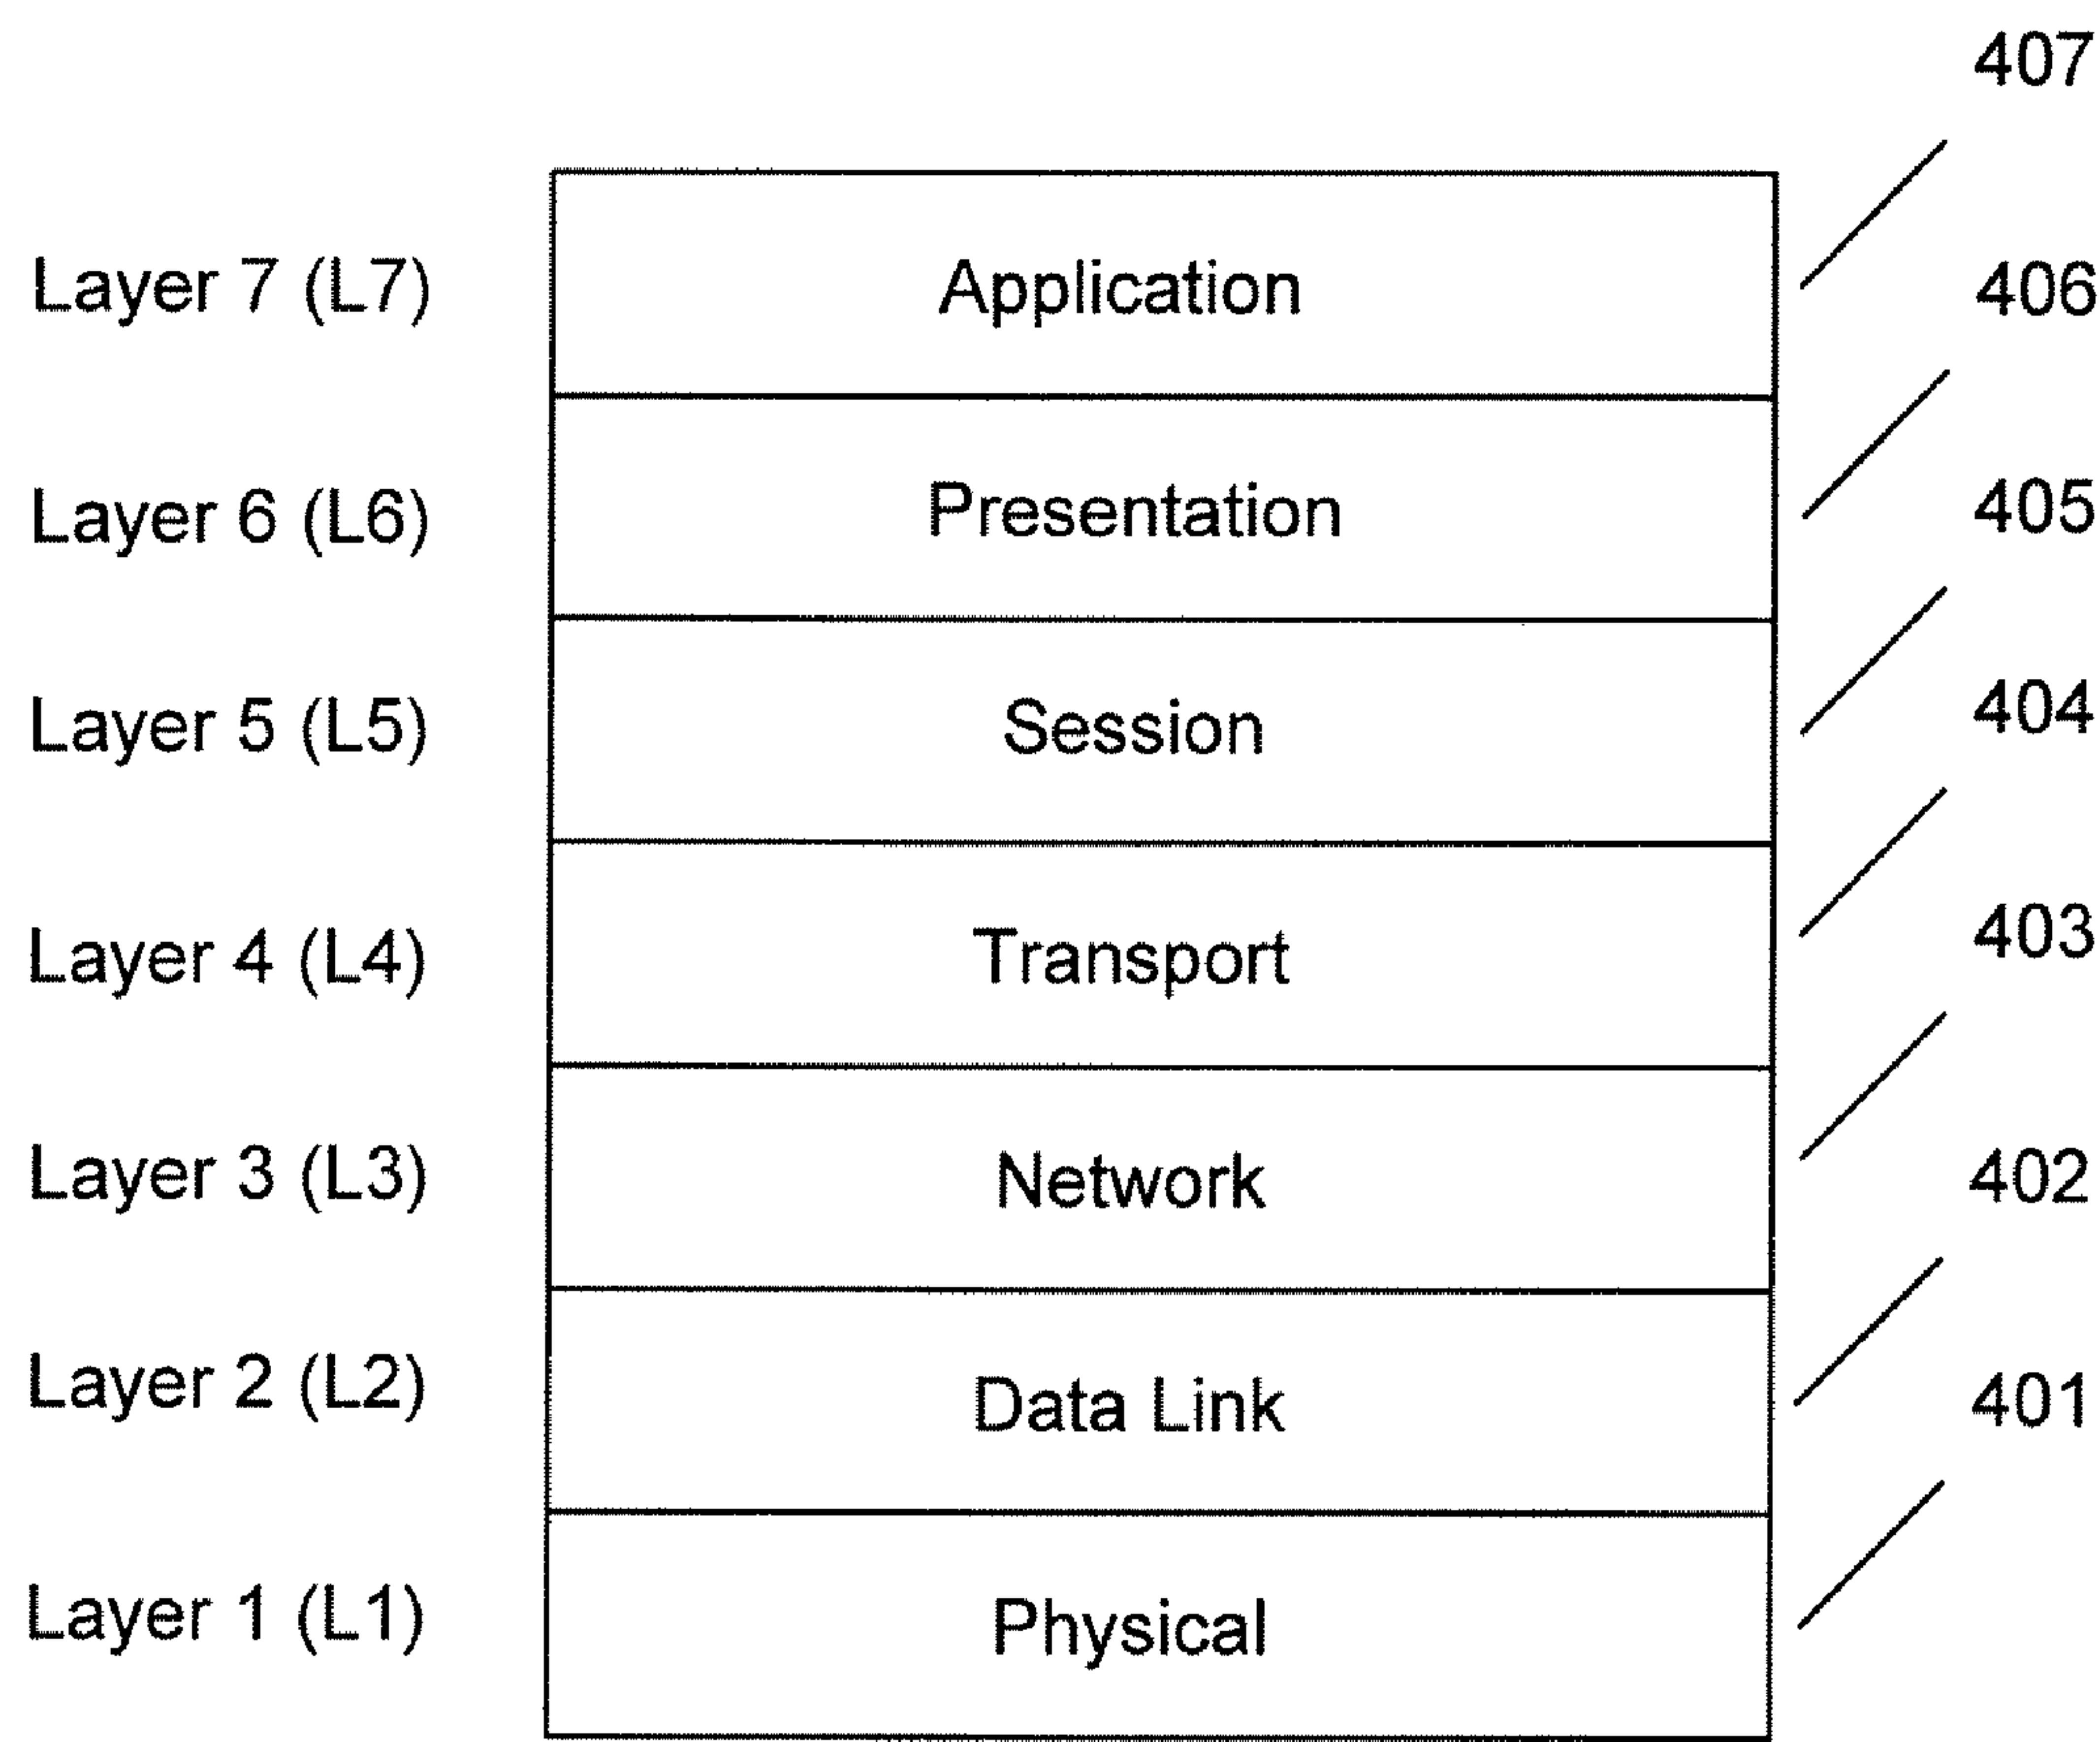 407
Layer 7 (L7) Application 406
Layer 6 (L6) Presentation 405
Layer 5 (L5) Session 404
Layer 4 (L4) Transport 403
Layer 3 (L3) Network 402
Layer 2 (L2) Data Link 401
Layer 1 (L1) Physical